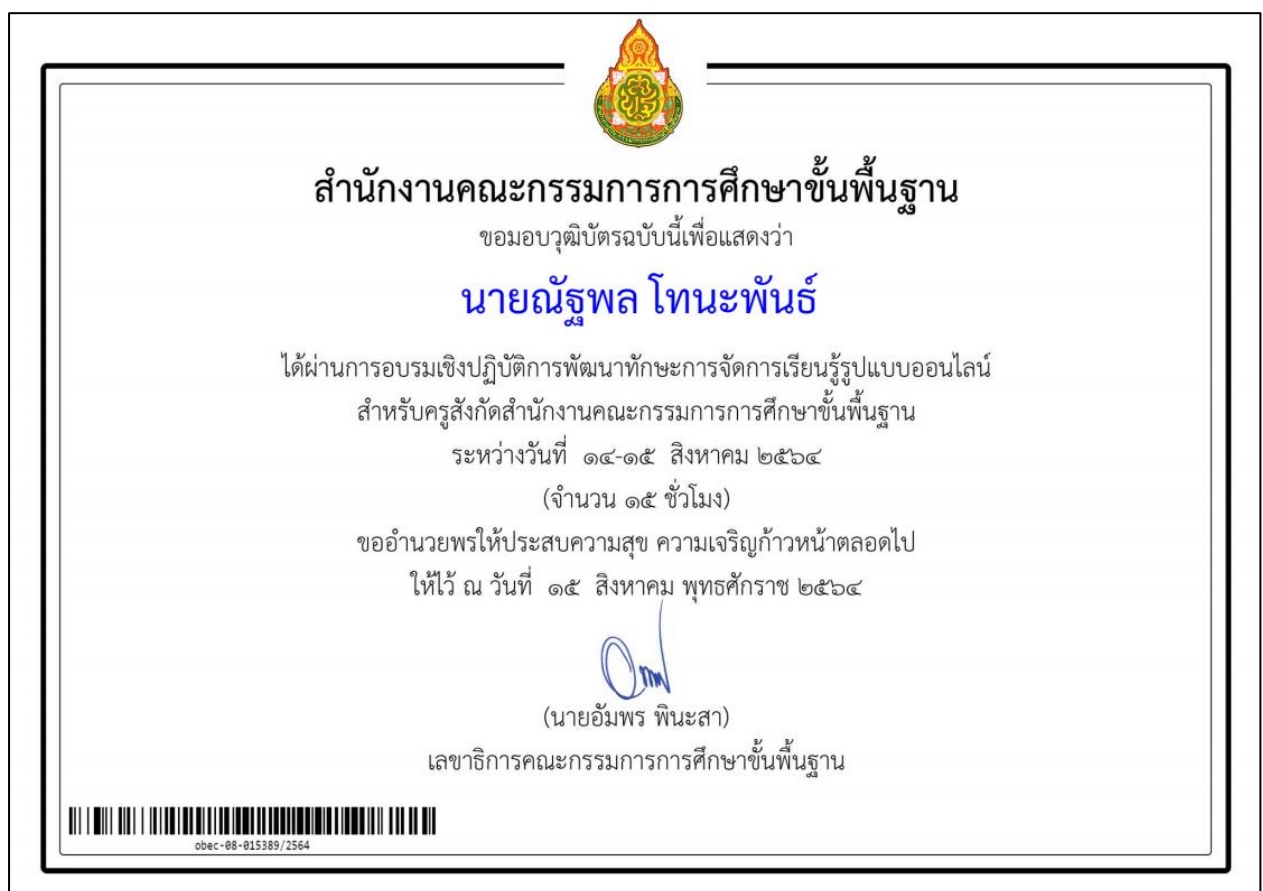 สำนักงานคณะกรรมการการศึกษาขั้นพื้นฐาน
ขอมอบวุฒิบัตรฉบับนี้เพื่อแสดงว่า
นายณัฐพล โทนะพันธ์
ได้ผ่านการอบรมเชิงปฏิบัติการพัฒนาทักษะการจัดการเรียนรู้รูปแบบออนไลน์
สำหรับครูสังกัดสำนักงานคณะกรรมการการศึกษาขั้นพื้นฐาน
ระหว่างวันที่ ๑๔-๑๕ สิงหาคม ๒๕๖๔
(จำนวน ๑๕ ชั่วโมง)
ขออำนวยพรให้ประสบความสุข ความเจริญก้าวหน้าตลอดไป
ให้ไว้ ณ วันที่ ๑๕ สิงหาคม พุทธศักราช ๒๕๖๔
(นายอัมพร พินะสา)
เลขาธิการคณะกรรมการการศึกษาขั้นพื้นฐาน
obec-08-015389/2564